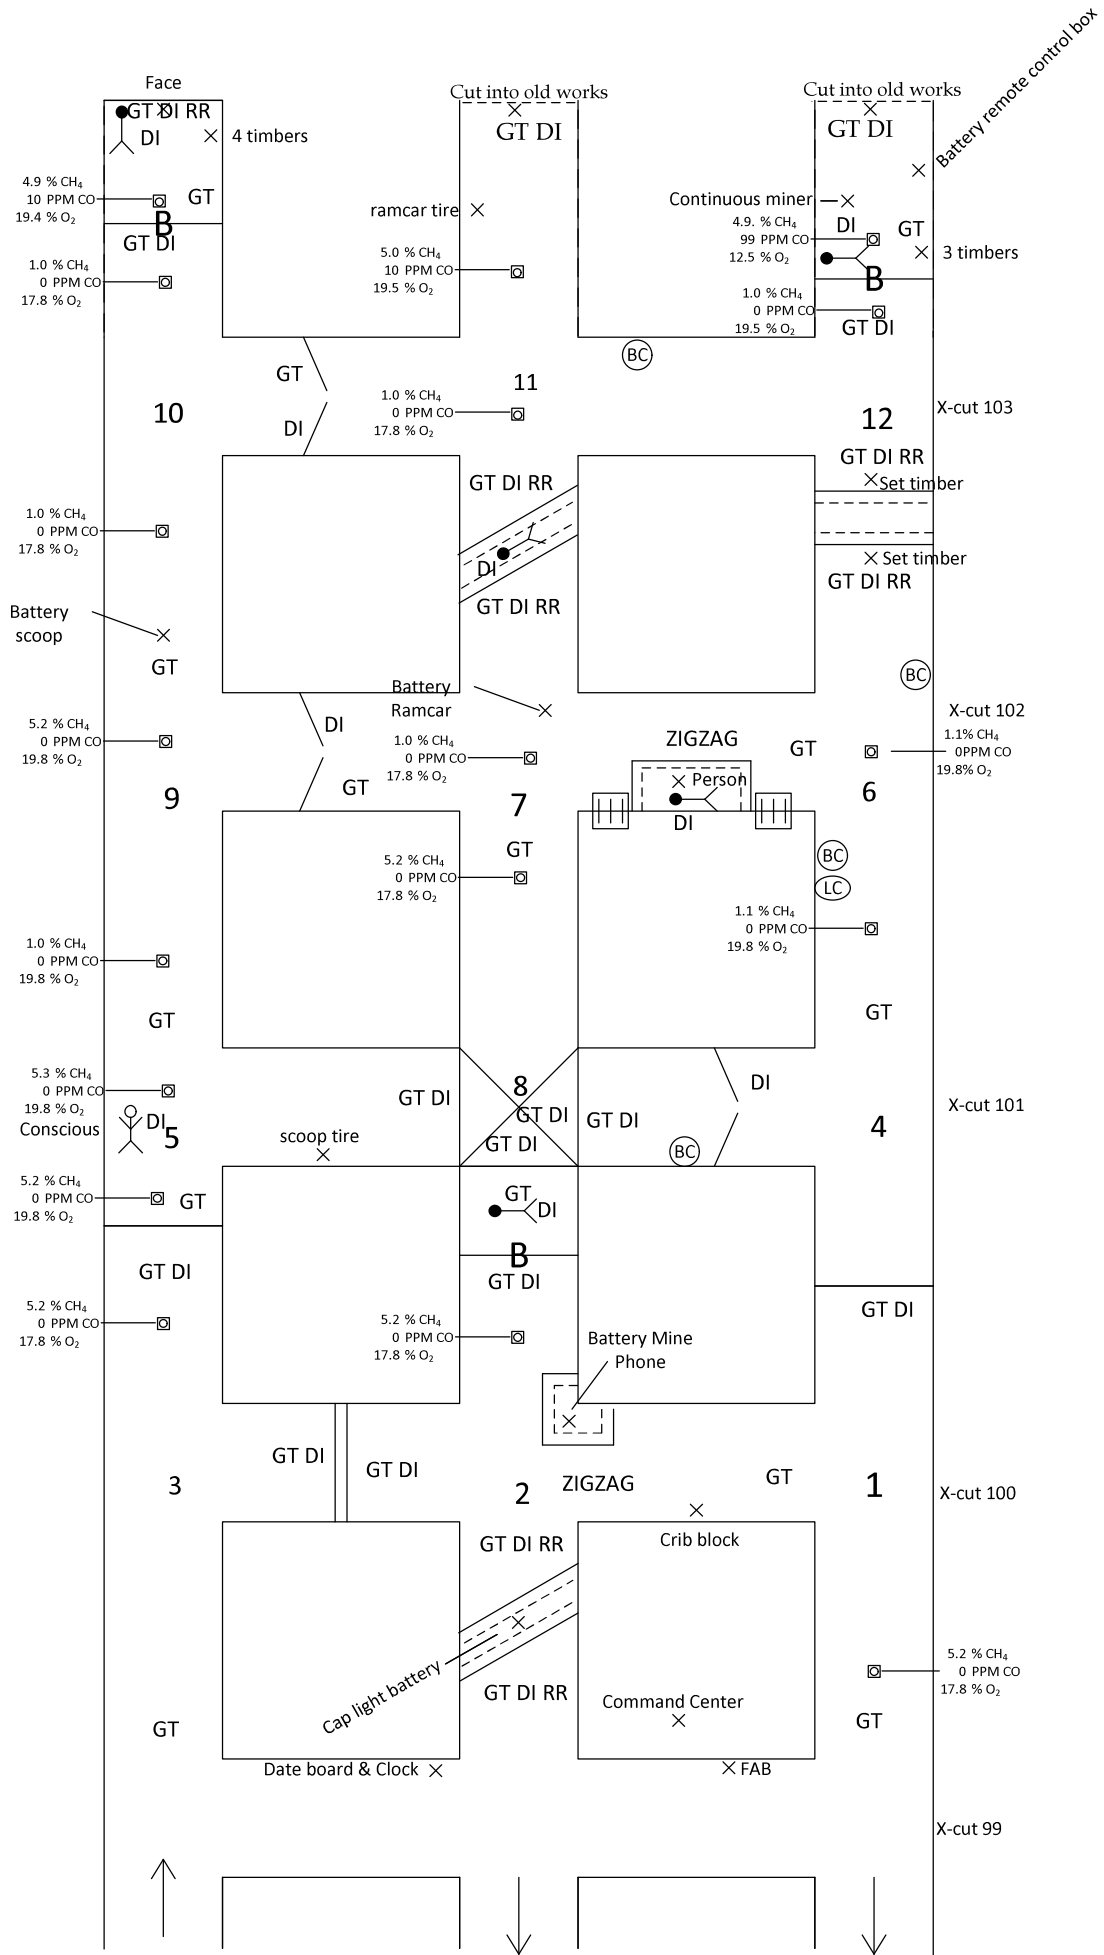 Face
Cut into old works
Cut into old works
Battery remote control box
GT DI RR
DI
4 timbers
GT DI
GT DI
4.9 % CH₄
10 PPM CO
19.4 % O₂
GT
B
GT DI
ramcar tire
Continuous miner
DI
GT
4.9. % CH₄
99 PPM CO
12.5 % O₂
3 timbers
B
1.0 % CH₄
0 PPM CO
17.8 % O₂
5.0 % CH₄
10 PPM CO
19.5 % O₂
1.0 % CH₄
0 PPM CO
19.5 % O₂
GT DI
BC
GT
DI
10
11
1.0 % CH₄
0 PPM CO
17.8 % O₂
12
X-cut 103
GT DI RR
Set timber
GT DI RR
DI
GT DI RR
Set timber
GT DI RR
1.0 % CH₄
0 PPM CO
17.8 % O₂
Battery
scoop
GT
BC
Battery
Ramcar
X-cut 102
5.2 % CH₄
0 PPM CO
19.8 % O₂
DI
GT
1.0 % CH₄
0 PPM CO
17.8 % O₂
ZIGZAG
GT
1.1% CH₄
0PPM CO
19.8% O₂
Person
DI
9
7
6
GT
5.2 % CH₄
0 PPM CO
17.8 % O₂
BC
LC
1.1 % CH₄
0 PPM CO
19.8 % O₂
1.0 % CH₄
0 PPM CO
19.8 % O₂
GT
GT
5.3 % CH₄
0 PPM CO
19.8 % O₂
Conscious
DI
5
GT DI
8
GT DI
GT DI
GT DI
DI
4
X-cut 101
scoop tire
BC
5.2 % CH₄
0 PPM CO
19.8 % O₂
GT
GT
DI
B
GT DI
GT DI
GT DI
5.2 % CH₄
0 PPM CO
17.8 % O₂
5.2 % CH₄
0 PPM CO
17.8 % O₂
Battery Mine
Phone
GT DI
GT DI
3
2
ZIGZAG
GT
1
X-cut 100
Crib block
GT DI RR
Cap light battery
GT DI RR
5.2 % CH₄
0 PPM CO
17.8 % O₂
Command Center
GT
GT
Date board & Clock
FAB
X-cut 99